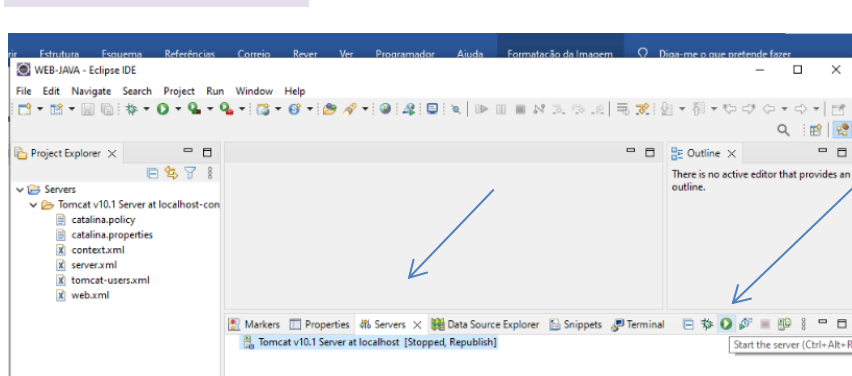 Estrutura Esquema Referências Correio Rever Ver Programador Ajuda Formatação da Imagem Diga-me o que pretende fazer
WEB-JAVA - Eclipse IDE
File Edit Navigate Search Project Run Window Help
Project Explorer
Outline
There is no active editor that provides an
outline.
Servers
Tomcat v10.1 Server at localhost-con
catalina.policy
catalina.properties
context.xml
server.xml
tomcat-users.xml
web.xml
Markers Properties Servers Data Source Explorer Snippets Terminal
Tomcat v10.1 Server at localhost [Stopped, Republish]
Start the server (Ctrl+Alt+R